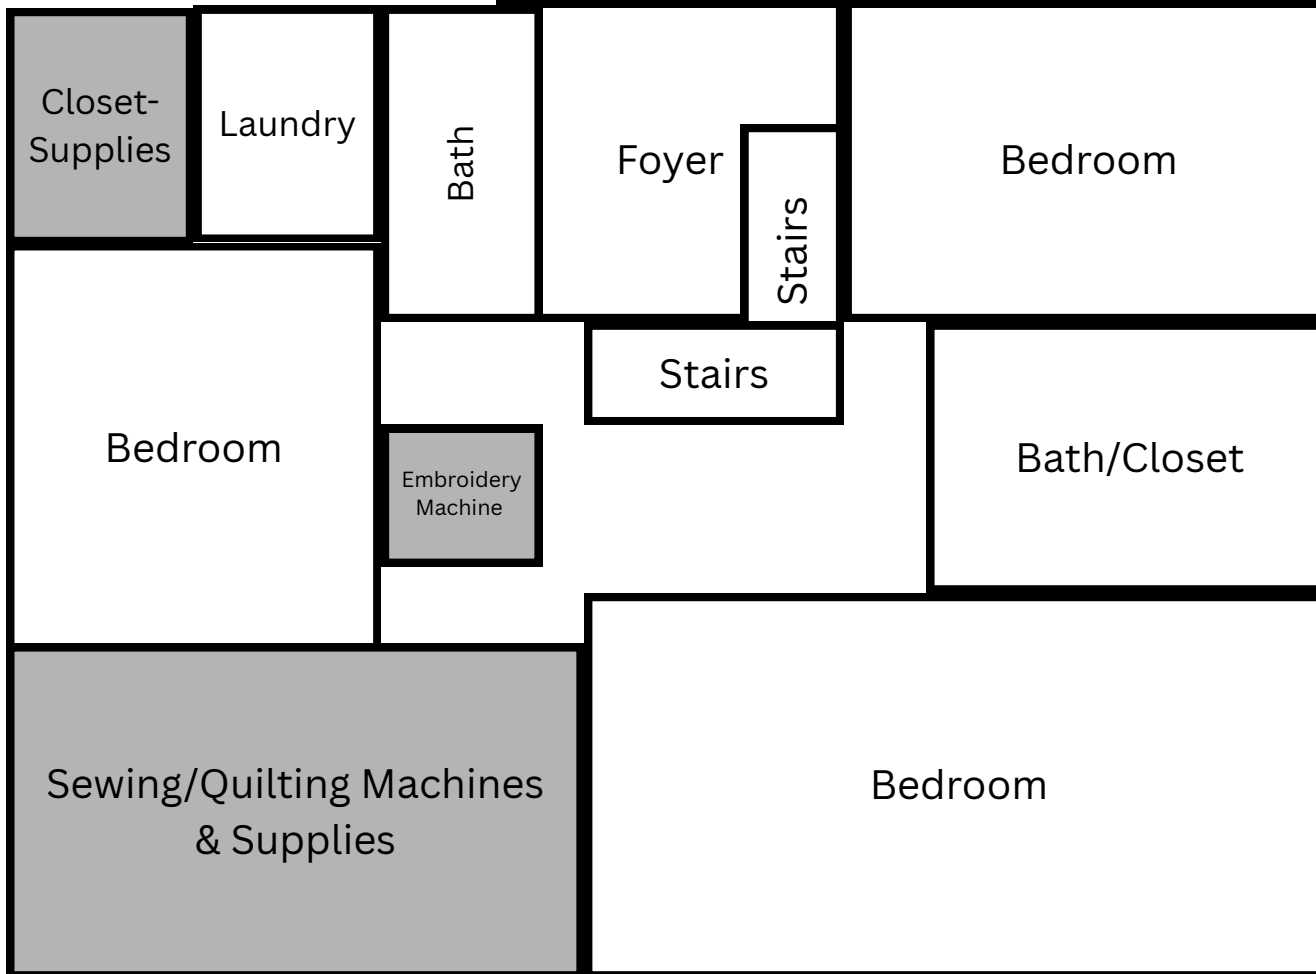 Closet-
Supplies
Laundry
Bath
Foyer
Stairs
Bedroom
Stairs
Bedroom
Embroidery
Machine
Bath/Closet
Sewing/Quilting Machines
& Supplies
Bedroom